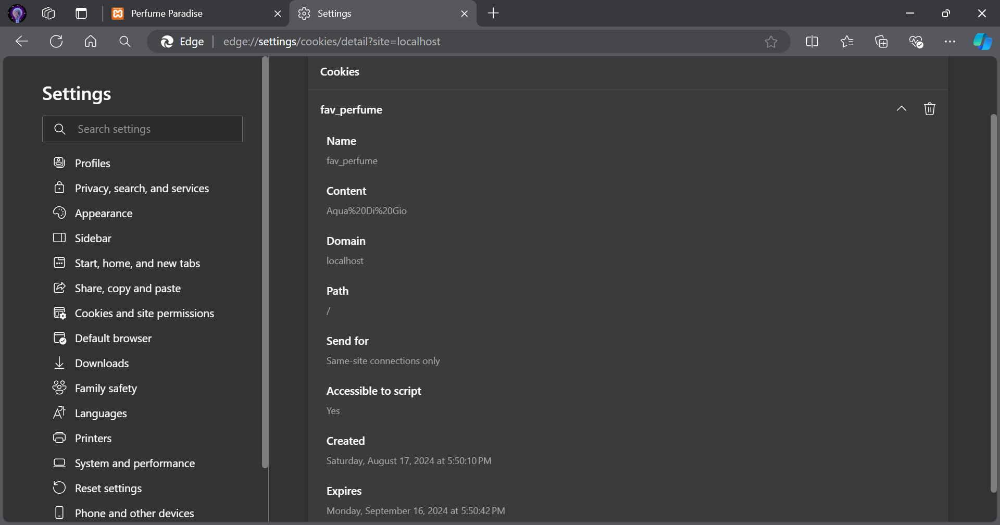 Perfume Paradise
Settings
Edge
edge://settings/cookies/detail?site=localhost
Settings
Search settings
Profiles
Privacy, search, and services
Appearance
Sidebar
Start, home, and new tabs
Share, copy and paste
Cookies and site permissions
Default browser
Downloads
Family safety
Languages
Printers
System and performance
Reset settings
Phone and other devices
Cookies
fav_perfume
Name
fav_perfume
Content
Aqua%20Di%20Gio
Domain
localhost
Path
/
Send for
Same-site connections only
Accessible to script
Yes
Created
Saturday, August 17, 2024 at 5:50:10 PM
Expires
Monday, September 16, 2024 at 5:50:42 PM